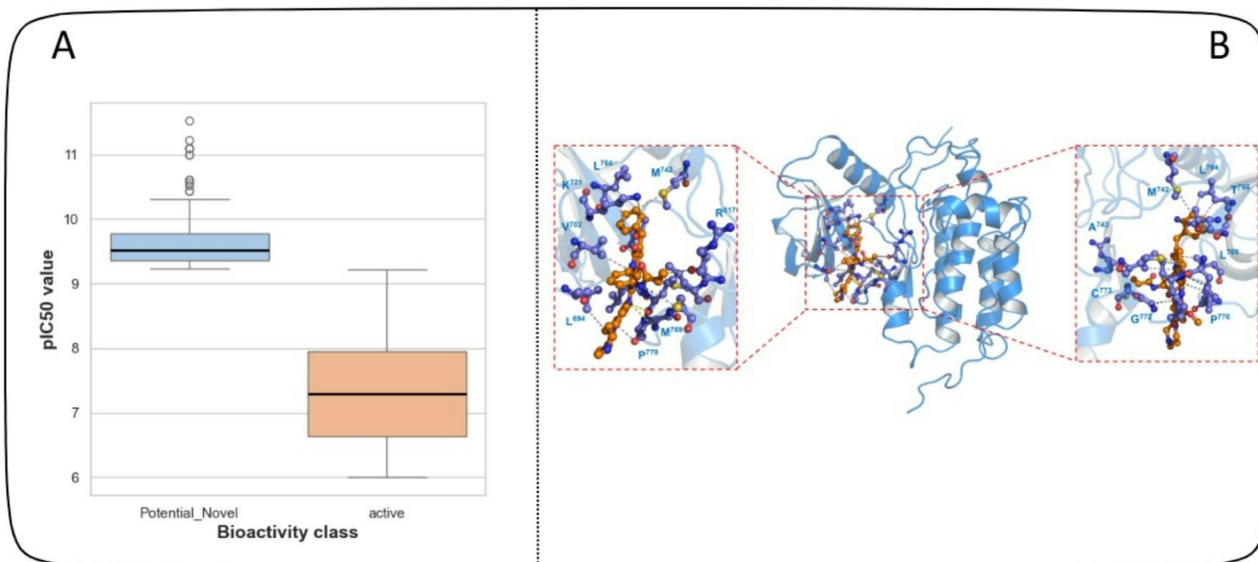 A
B
pIC50 value
11
10
9
8
7
6
Potential_Novel
active
Bioactivity class
L764
K721
M742
R817
V702
L694
M769
P770
M742
L764
T766
A743
L768
C773
G772
P770